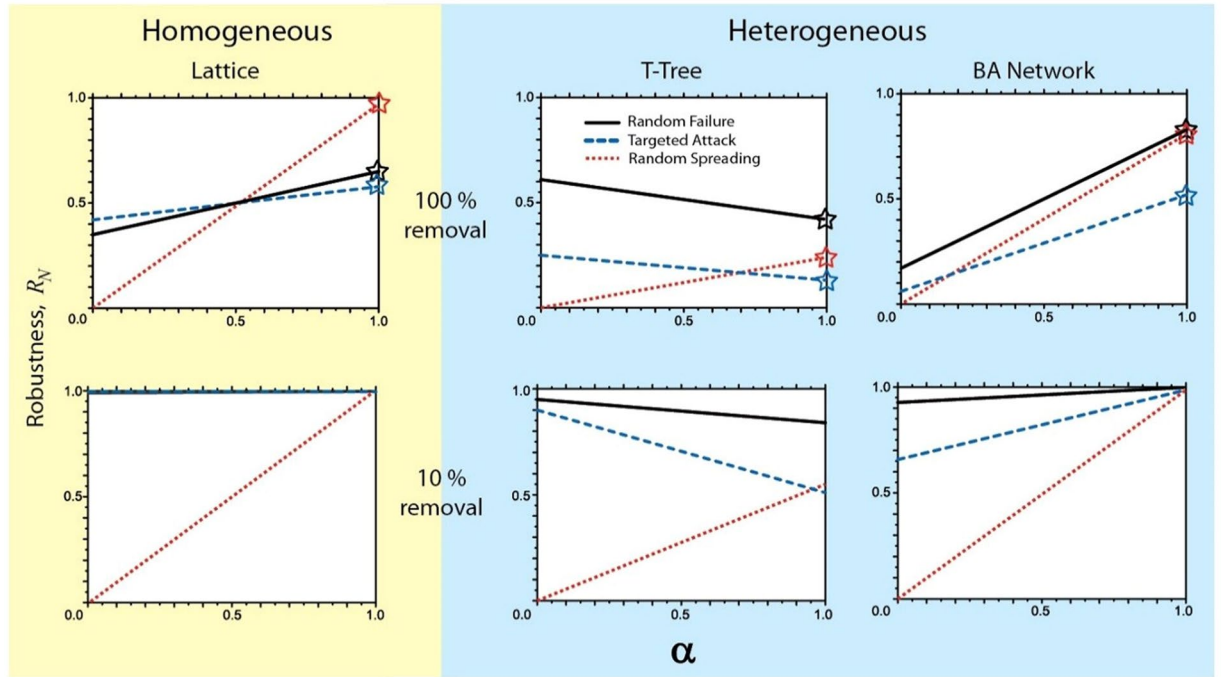 Homogeneous
Heterogeneous
Lattice
T-Tree
BA Network
Robustness, R_N
1.0
0.5
0.0
0.5
1.0
100 %
removal
1.0
0.5
0.0
0.5
1.0
Random Failure
Targeted Attack
Random Spreading
1.0
0.5
0.0
0.5
1.0
1.0
0.5
0.0
0.5
1.0
10 %
removal
1.0
0.5
0.0
0.5
1.0
1.0
0.5
0.0
0.5
1.0
α